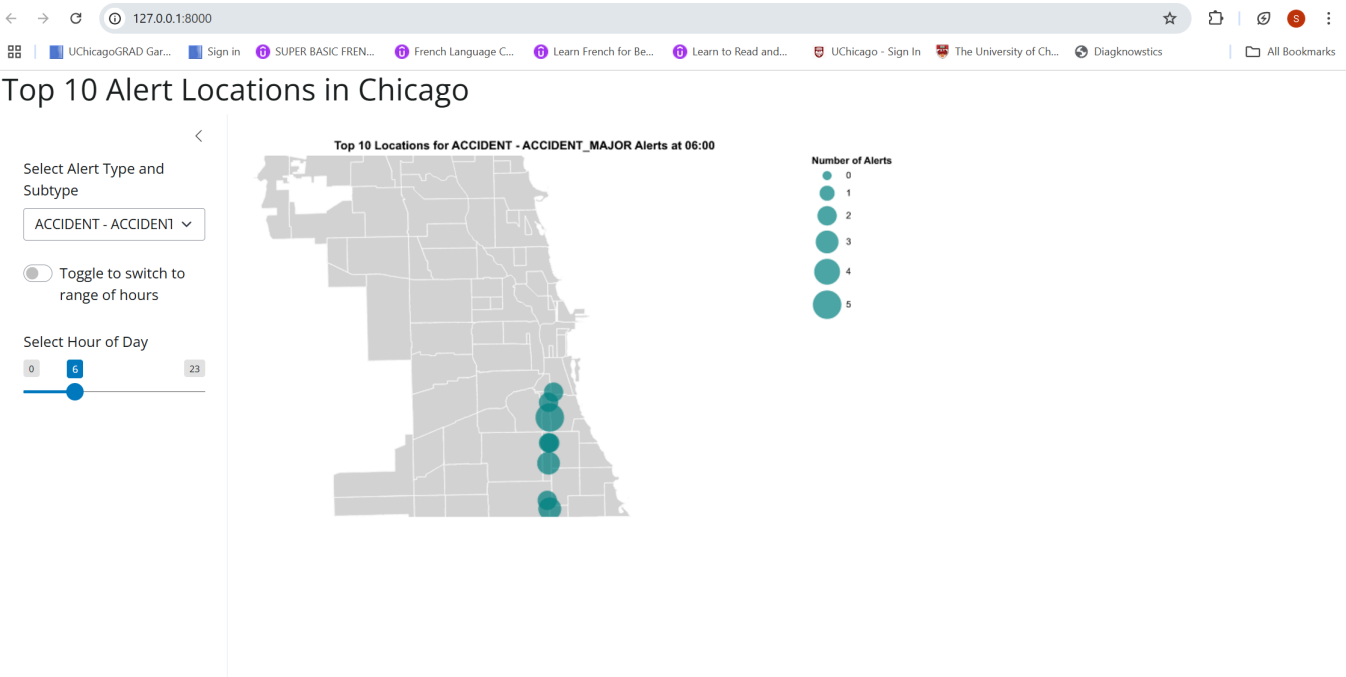 127.0.0.1:8000
S
UChicagoGRAD Gar...
Sign in
SUPER BASIC FREN...
French Language C...
Learn French for Be...
Learn to Read and...
UChicago - Sign In
The University of Ch...
Diagknowstics
All Bookmarks
Top 10 Alert Locations in Chicago
Select Alert Type and
Subtype
ACCIDENT - ACCIDENT
Toggle to switch to
range of hours
Select Hour of Day
0
6
23
Top 10 Locations for ACCIDENT - ACCIDENT_MAJOR Alerts at 06:00
Number of Alerts
0
1
2
3
4
5